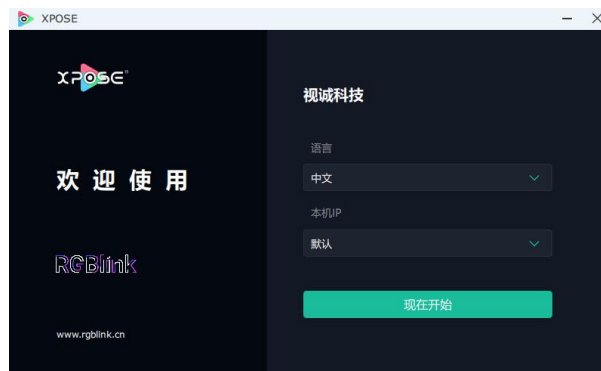 XPOSE
XPOSE
欢迎使用
RGBlink
www.rgblink.cn
视诚科技
语言
中文
本机IP
默认
现在开始